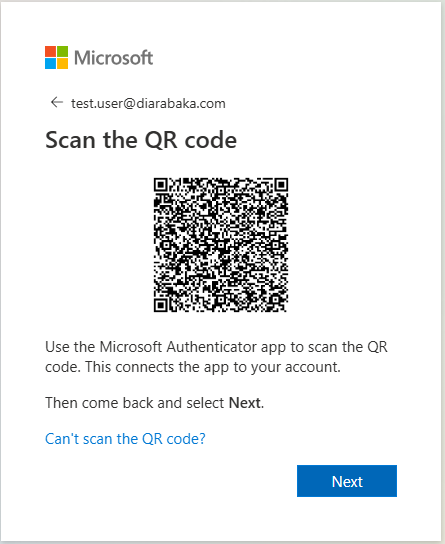 Microsoft
test.user@diarabaka.com
Scan the QR code
Use the Microsoft Authenticator app to scan the QR
code. This connects the app to your account.
Then come back and select Next.
Can't scan the QR code?
Next